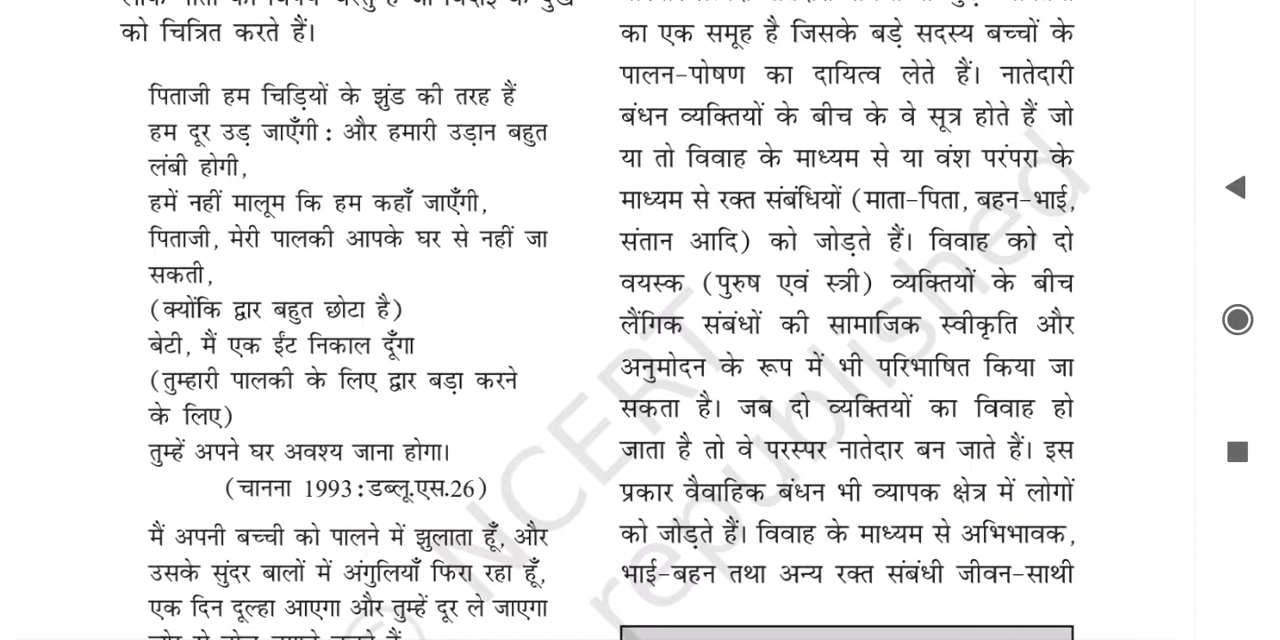 को चित्रित करते हैं।
पिताजी हम चिड़ियों के झुंड की तरह हैं
हम दूर उड़ जाएँगी : और हमारी उड़ान बहुत
लंबी होगी,
हमें नहीं मालूम कि हम कहाँ जाएँगी,
पिताजी, मेरी पालकी आपके घर से नहीं जा
सकती,
(क्योंकि द्वार बहुत छोटा है)
बेटी, मैं एक ईंट निकाल दूँगा
(तुम्हारी पालकी के लिए द्वार बड़ा करने
के लिए)
तुम्हें अपने घर अवश्य जाना होगा।
(चानना 1993 : डब्लू.एस.26)
मैं अपनी बच्ची को पालने में झुलाता हूँ, और
उसके सुंदर बालों में अंगुलियाँ फिरा रहा हूँ,
एक दिन दूल्हा आएगा और तुम्हें दूर ले जाएगा
का एक समूह है जिसके बड़े सदस्य बच्चों के
पालन-पोषण का दायित्व लेते हैं। नातेदारी
बंधन व्यक्तियों के बीच के वे सूत्र होते हैं जो
या तो विवाह के माध्यम से या वंश परंपरा के
माध्यम से रक्त संबंधियों (माता-पिता, बहन-भाई,
संतान आदि) को जोड़ते हैं। विवाह को दो
वयस्क (पुरुष एवं स्त्री) व्यक्तियों के बीच
लैंगिक संबंधों की सामाजिक स्वीकृति और
अनुमोदन के रूप में भी परिभाषित किया जा
सकता है। जब दो व्यक्तियों का विवाह हो
जाता है तो वे परस्पर नातेदार बन जाते हैं। इस
प्रकार वैवाहिक बंधन भी व्यापक क्षेत्र में लोगों
को जोड़ते हैं। विवाह के माध्यम से अभिभावक,
भाई-बहन तथा अन्य रक्त संबंधी जीवन-साथी
© NCERT
republished